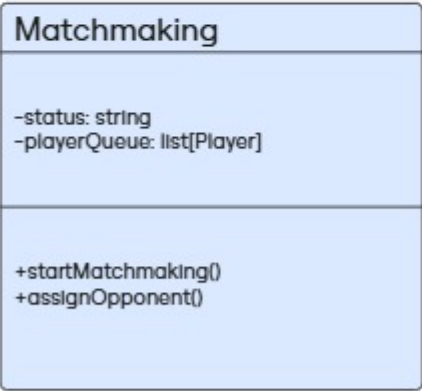 Matchmaking
-status: string
-playerQueue: list[Player]
+startMatchmaking()
+assignOpponent()